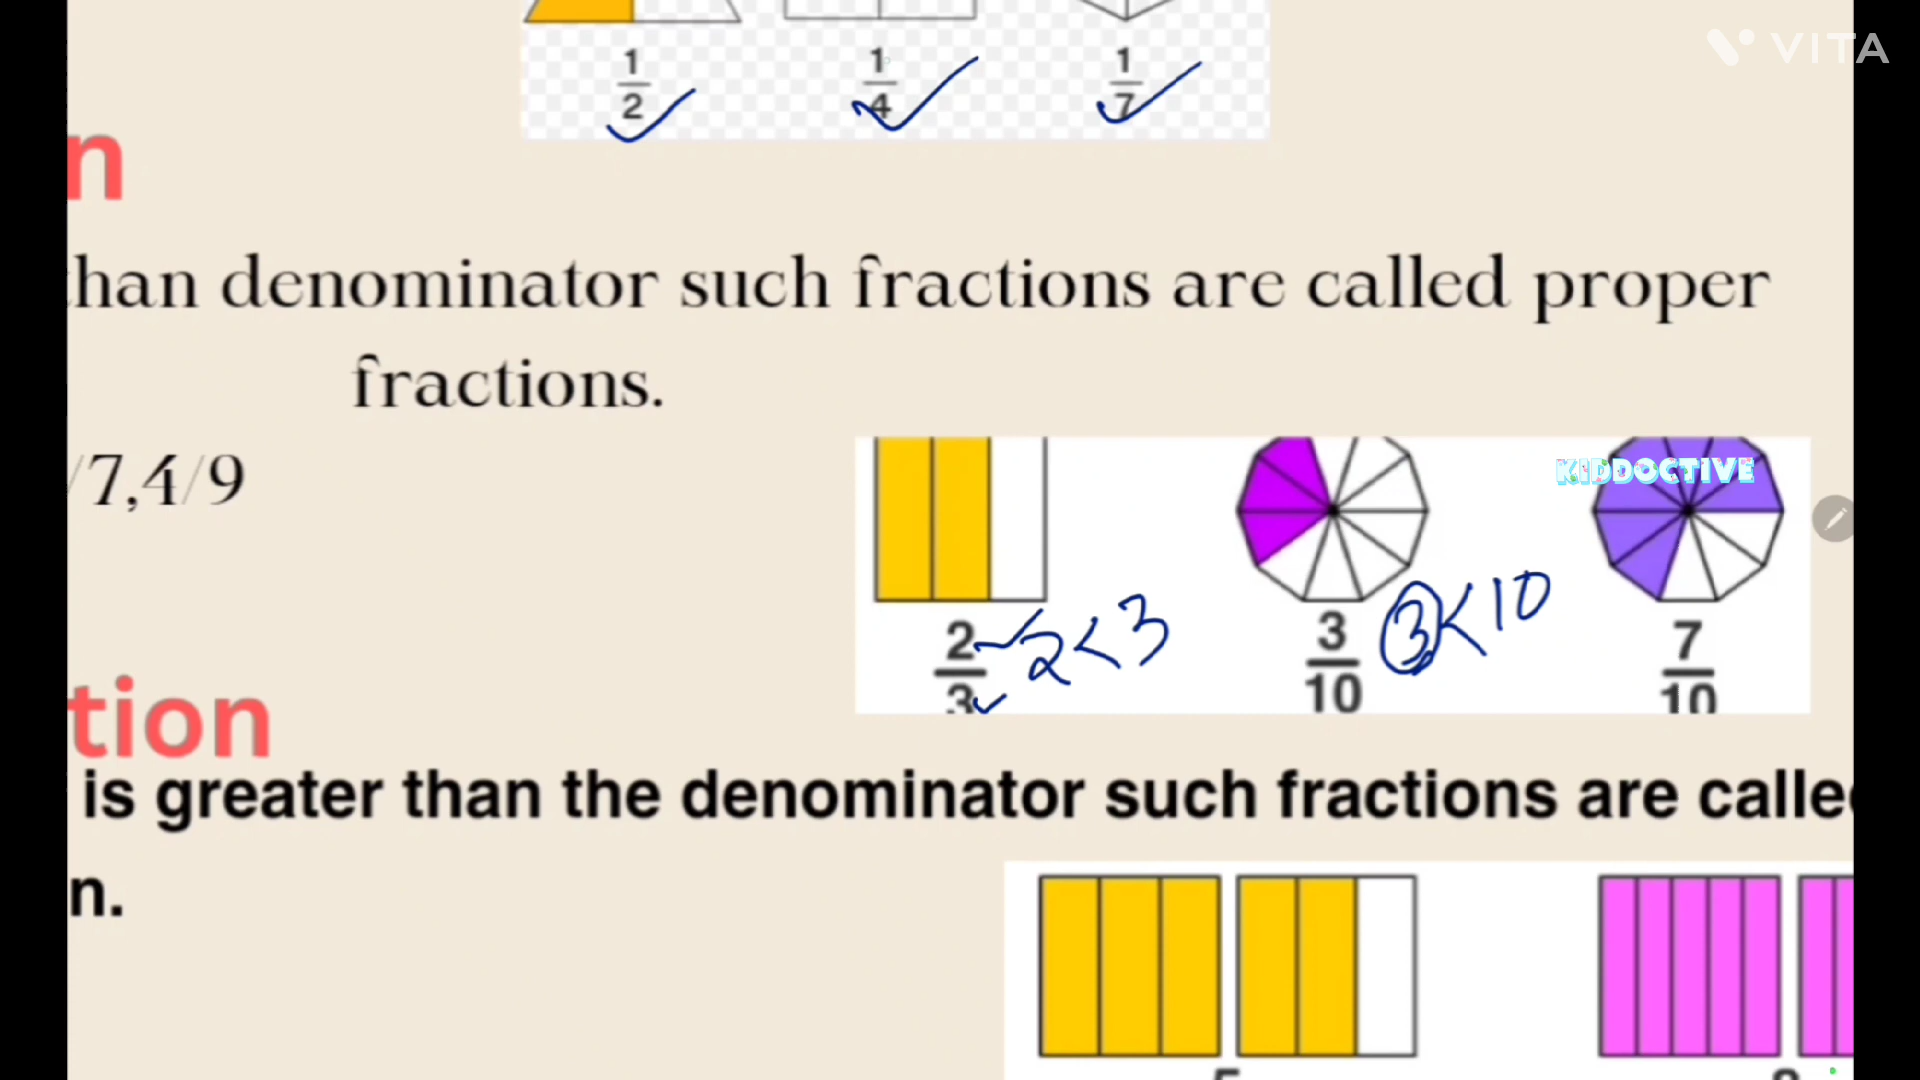 VITA
1/2 1/4 1/7
n
han denominator such fractions are called proper
fractions.
/7,4/9
KIDDOCTIVE
2/3 2<3 3/10 3<10 7/10
tion
is greater than the denominator such fractions are calle
n.